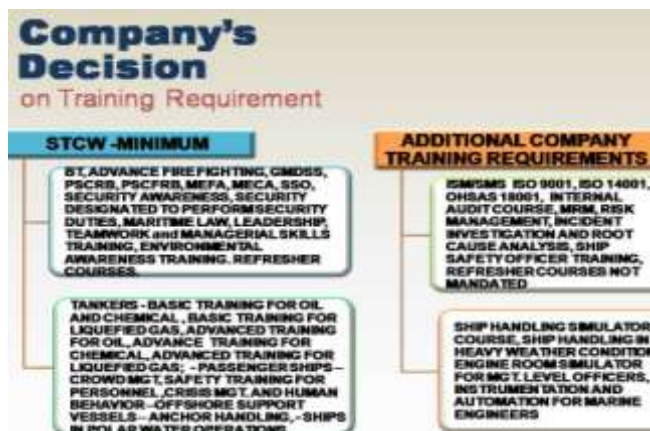 Company's
Decision
on Training Requirement
STCW -MINIMUM
BT, ADVANCE FIRE FIGHTING, GMDSS,
PSCRB, PSCFRB, MEFA, MECA, SSO,
SECURITY AWARENESS, SECURITY
DESIGNATED TO PERFORM SECURITY
DUTIES, MARITIME LAW, LEADERSHIP,
TEAMWORK and MANAGERIAL SKILLS
TRAINING, ENVIRONMENTAL
AWARENESS TRAINING. REFRESHER
COURSES.
TANKERS - BASIC TRAINING FOR OIL
AND CHEMICAL , BASIC TRAINING FOR
LIQUEFIED GAS, ADVANCED TRAINING
FOR OIL, ADVANCE TRAINING FOR
CHEMICAL, ADVANCED TRAINING FOR
LIQUEFIED GAS; - PASSENGER SHIPS –
CROWD MGT, SAFETY TRAINING FOR
PERSONNEL ,CRISIS MGT. AND HUMAN
BEHAVIOR –OFFSHORE SUPPORT
VESSELS – ANCHOR HANDLING, - SHIPS
IN POLAR WATER OPERATIONS
ADDITIONAL COMPANY
TRAINING REQUIREMENTS
ISM/SMS ISO 9001, ISO 14001,
OHSAS 18001, INTERNAL
AUDIT COURSE, MRM, RISK
MANAGEMENT, INCIDENT
INVESTIGATION AND ROOT
CAUSE ANALYSIS, SHIP
SAFETY OFFICER TRAINING,
REFRESHER COURSES NOT
MANDATED
SHIP HANDLING SIMULATOR
COURSE, SHIP HANDLING IN
HEAVY WEATHER CONDITION
ENGINE ROOM SIMULATOR
FOR MGT. LEVEL OFFICERS,
INSTRUMENTATION AND
AUTOMATION FOR MARINE
ENGINEERS